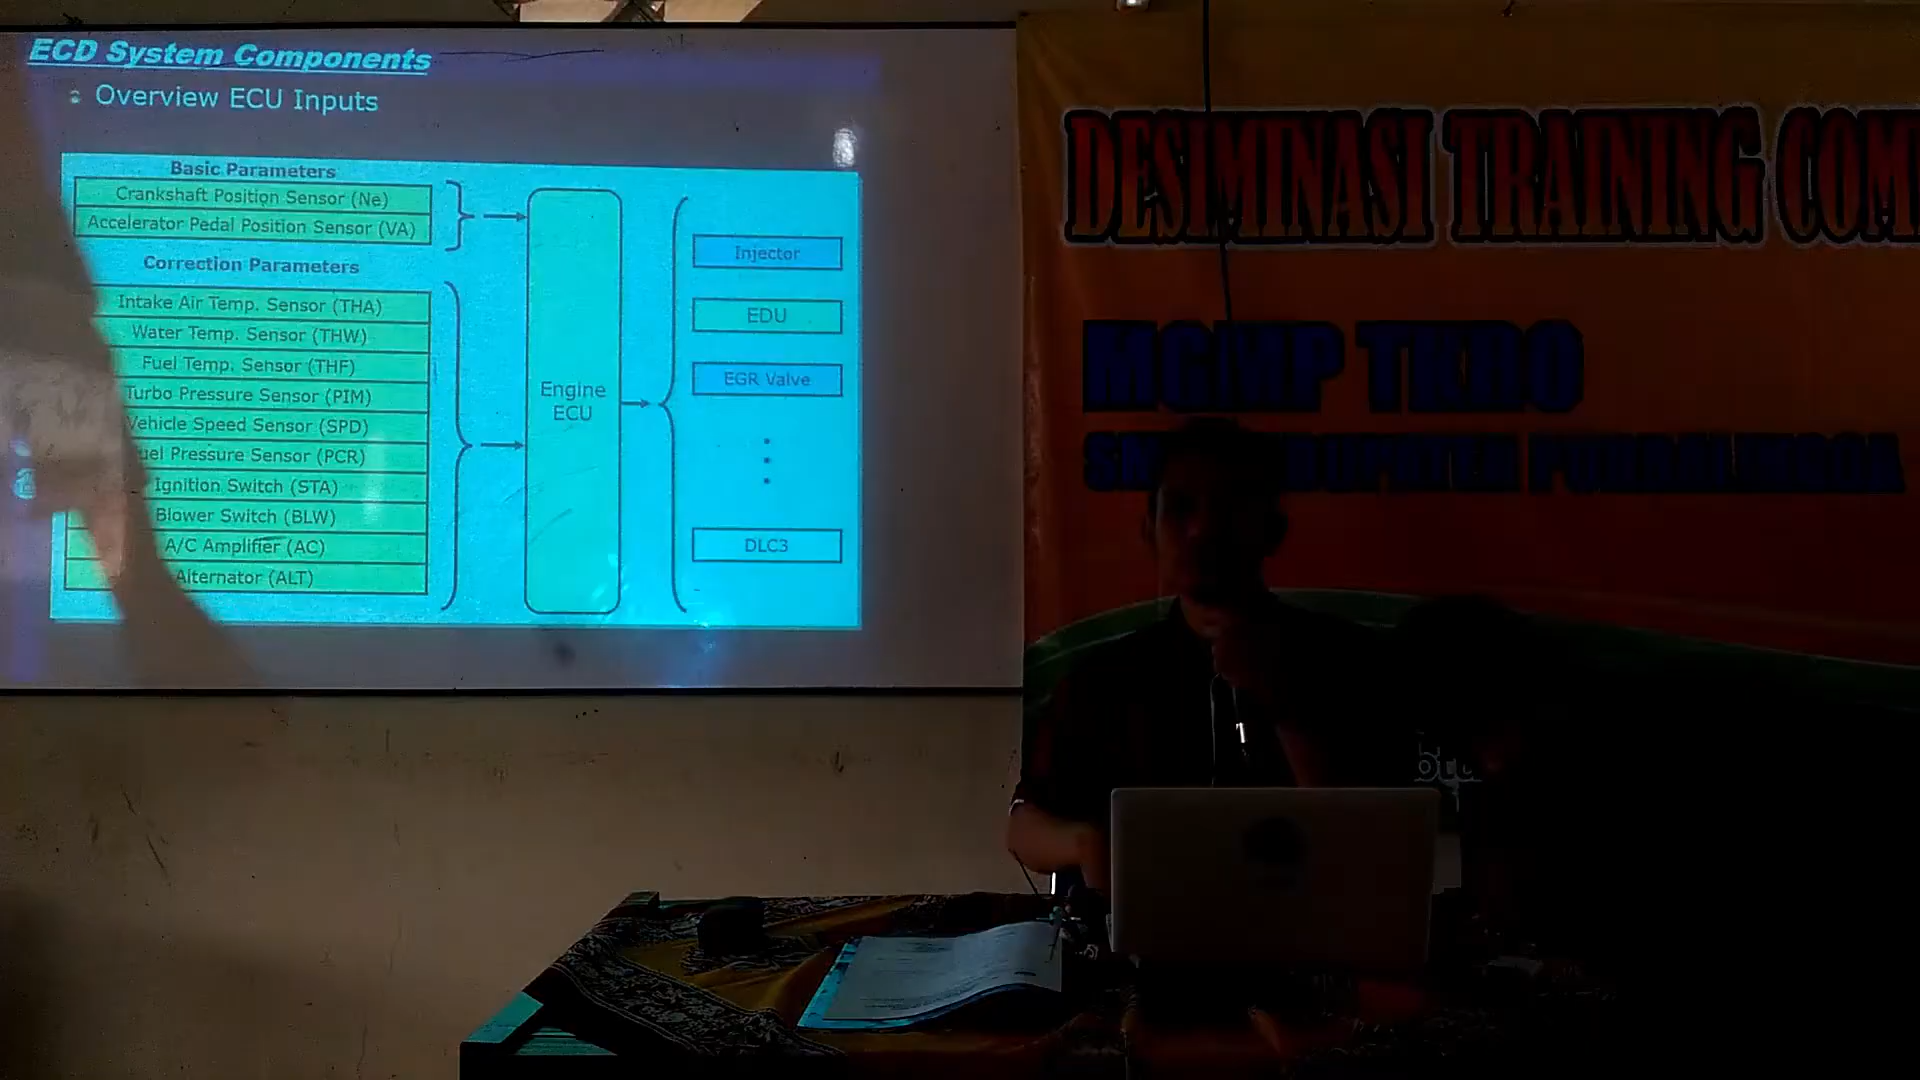 ECD System Components
Overview ECU Inputs
Basic Parameters
Crankshaft Position Sensor (Ne)
Accelerator Pedal Position Sensor (VA)
Correction Parameters
Intake Air Temp. Sensor (THA)
Water Temp. Sensor (THW)
Fuel Temp. Sensor (THF)
Turbo Pressure Sensor (PIM)
Vehicle Speed Sensor (SPD)
uel Pressure Sensor (PCR)
Ignition Switch (STA)
Blower Switch (BLW)
A/C Amplifier (AC)
Alternator (ALT)
Engine
ECU
Injector
EDU
EGR Valve
DLC3
DESIMINASI TRAINING COM
MGMP TKRO
PURBALINGGA